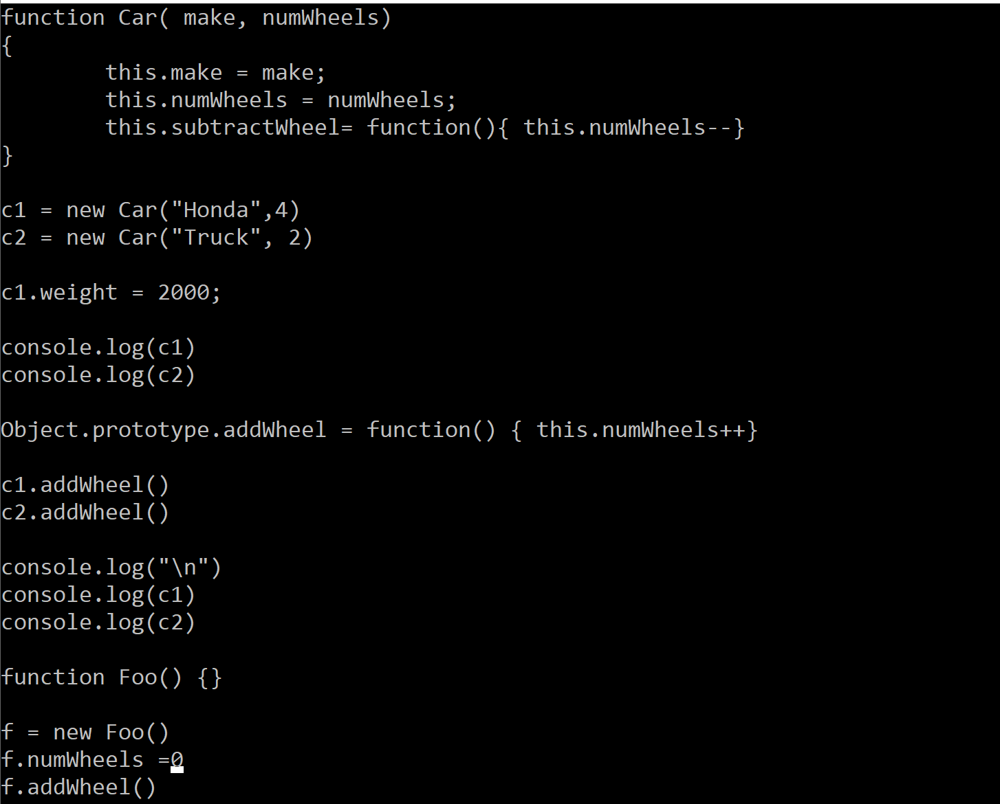 function Car( make, numWheels)
{
        this.make = make;
        this.numWheels = numWheels;
        this.subtractWheel= function(){ this.numWheels--}
}

c1 = new Car("Honda",4)
c2 = new Car("Truck", 2)

c1.weight = 2000;

console.log(c1)
console.log(c2)

Object.prototype.addWheel = function() { this.numWheels++}

c1.addWheel()
c2.addWheel()

console.log("\n")
console.log(c1)
console.log(c2)

function Foo() {}

f = new Foo()
f.numWheels =0
f.addWheel()